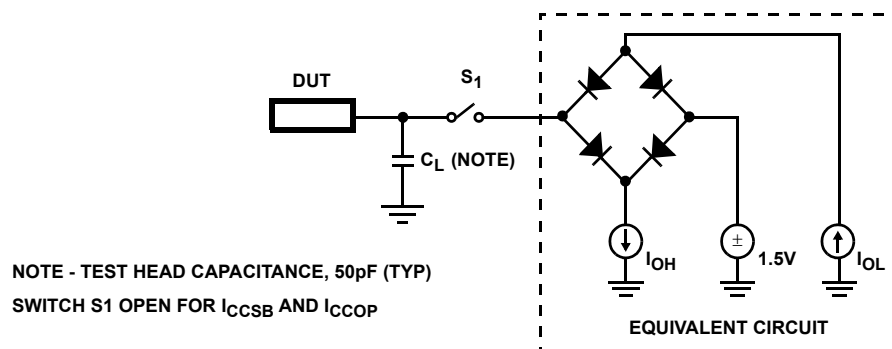 DUT
S1
CL (NOTE)
IOH
±
1.5V
IOL
NOTE - TEST HEAD CAPACITANCE, 50pF (TYP)
SWITCH S1 OPEN FOR ICCSB AND ICCOP
EQUIVALENT CIRCUIT